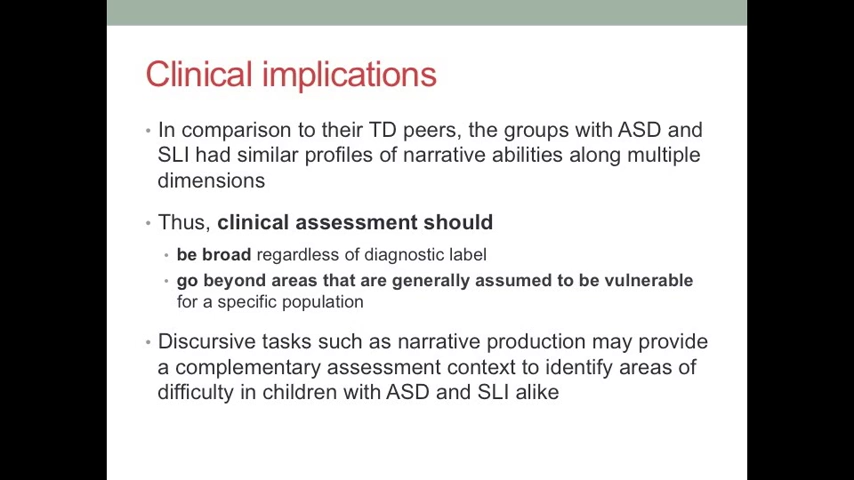 Clinical implications
• In comparison to their TD peers, the groups with ASD and
SLI had similar profiles of narrative abilities along multiple
dimensions
• Thus, clinical assessment should
• be broad regardless of diagnostic label
• go beyond areas that are generally assumed to be vulnerable
for a specific population
• Discursive tasks such as narrative production may provide
a complementary assessment context to identify areas of
difficulty in children with ASD and SLI alike